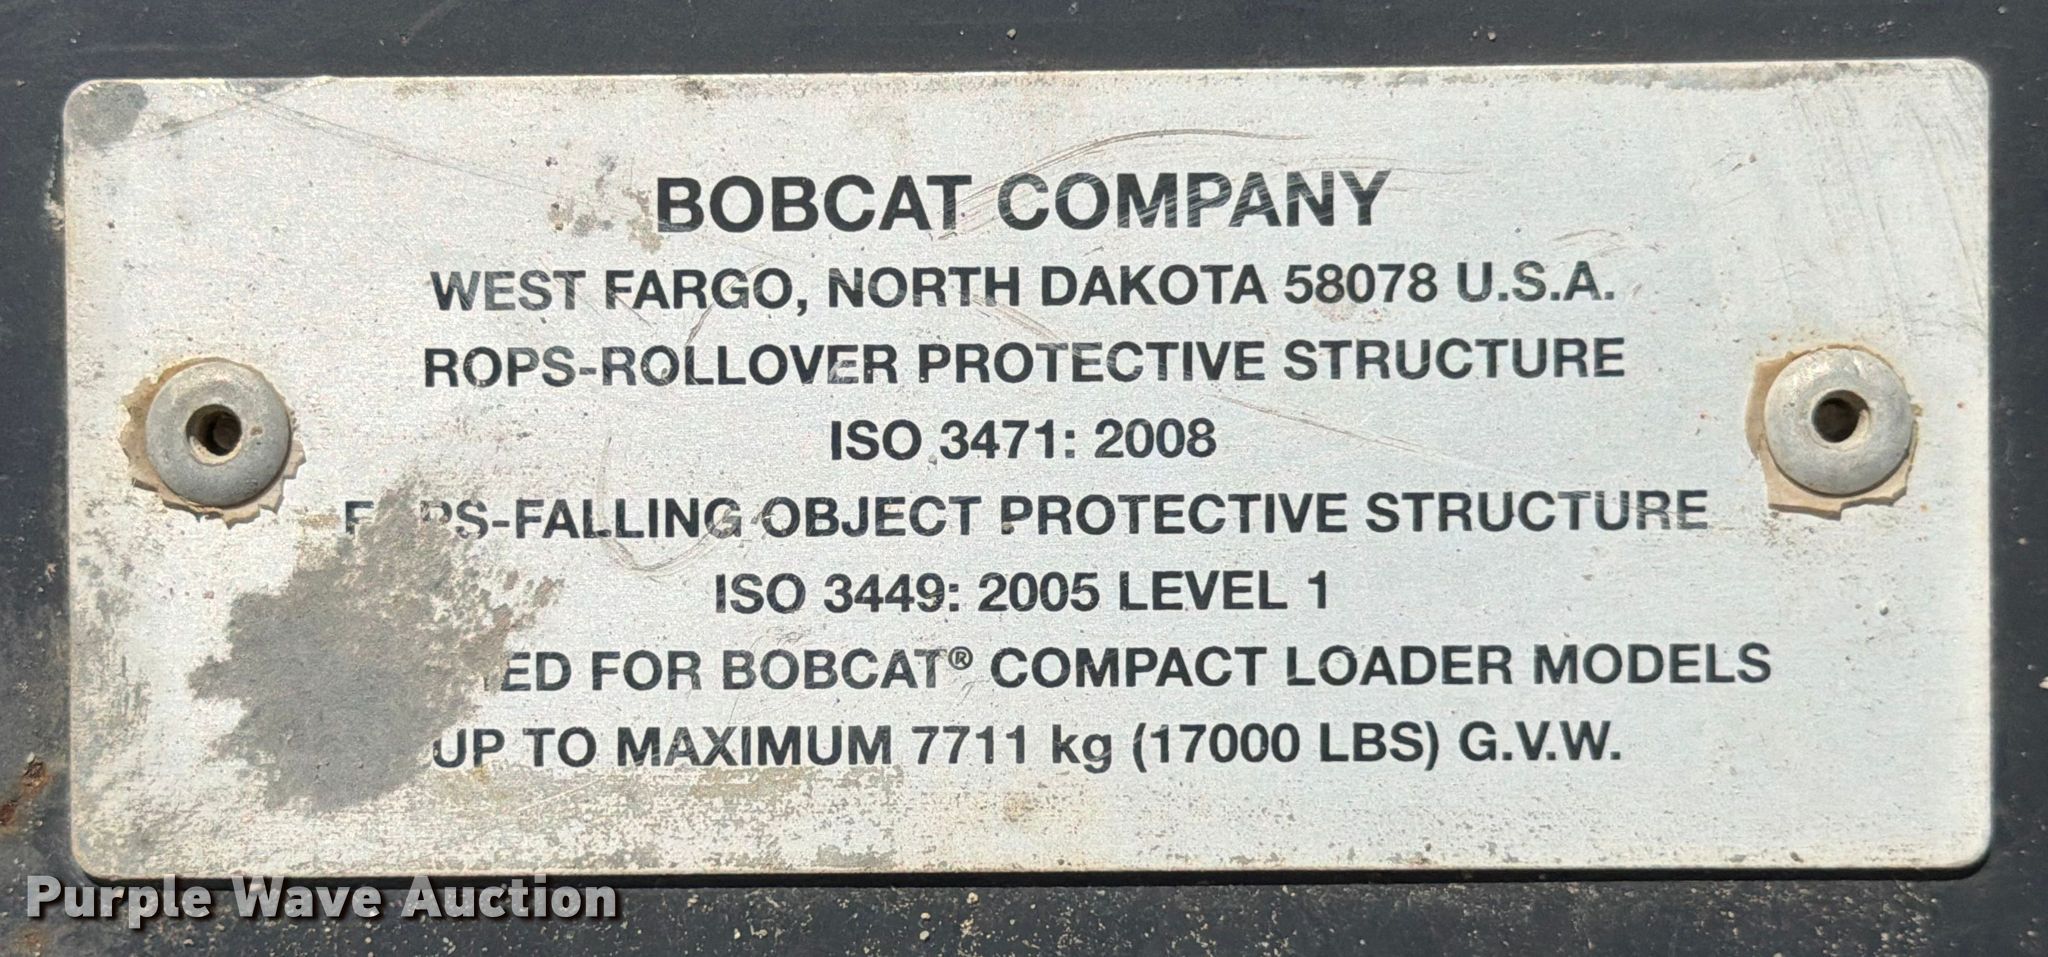 BOBCAT COMPANY
WEST FARGO, NORTH DAKOTA 58078 U.S.A.
ROPS-ROLLOVER PROTECTIVE STRUCTURE
ISO 3471: 2008
FOPS-FALLING OBJECT PROTECTIVE STRUCTURE
ISO 3449: 2005 LEVEL 1
FOR BOBCAT® COMPACT LOADER MODELS
UP TO MAXIMUM 7711 kg (17000 LBS) G.V.W.
Purple Wave Auction